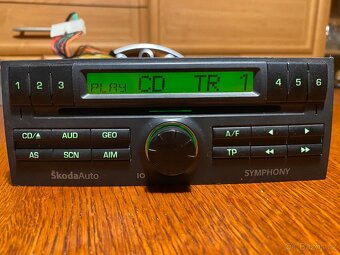 1 2 3
PLAY CD TR 1
4 5 6
CD/▲ AUD GEO
A/F
AS SCN AIM
TP
ŠkodaAuto
IO
SYMPHONY